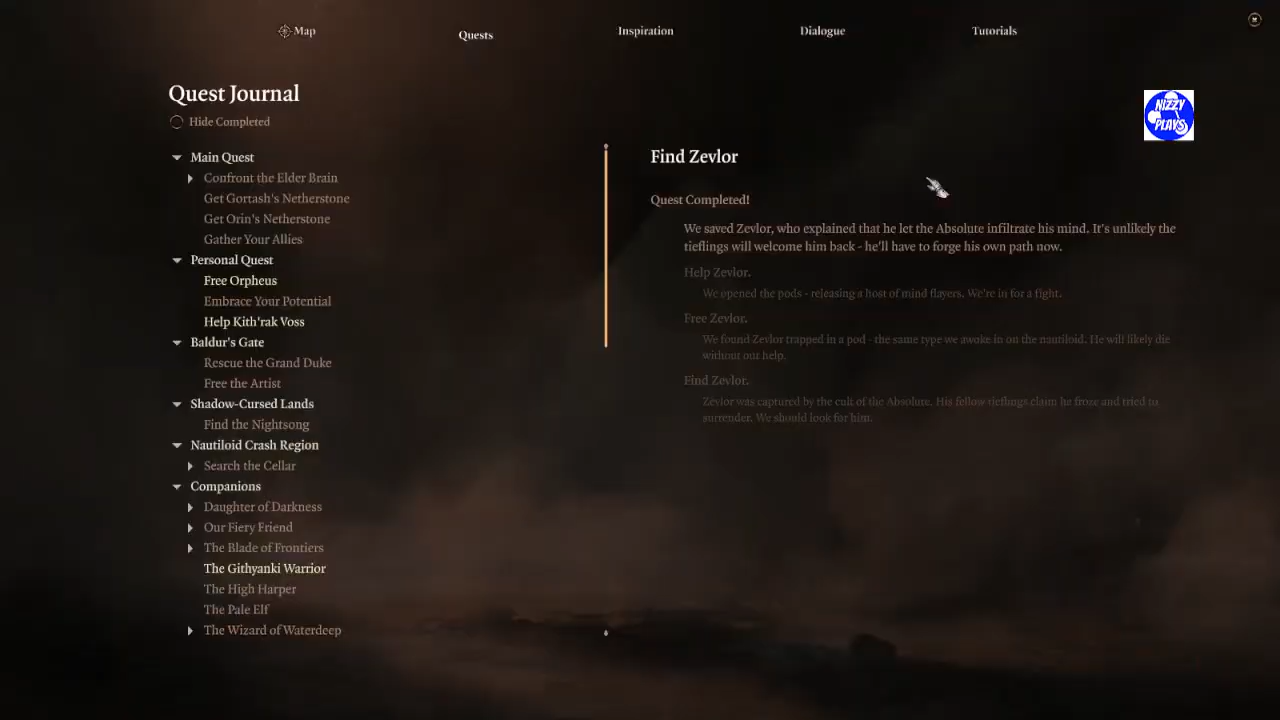 Map
Quests
Inspiration
Dialogue
Tutorials
Quest Journal
Hide Completed
NIZZY
PLAYS
Main Quest
Confront the Elder Brain
Get Gortash's Netherstone
Get Orin's Netherstone
Gather Your Allies
Personal Quest
Free Orpheus
Embrace Your Potential
Help Kith'rak Voss
Baldur's Gate
Rescue the Grand Duke
Free the Artist
Shadow-Cursed Lands
Find the Nightsong
Nautiloid Crash Region
Search the Cellar
Companions
Daughter of Darkness
Our Fiery Friend
The Blade of Frontiers
The Githyanki Warrior
The High Harper
The Pale Elf
The Wizard of Waterdeep
Find Zevlor
Quest Completed!
We saved Zevlor, who explained that he let the Absolute infiltrate his mind. It's unlikely the
tieflings will welcome him back - he'll have to forge his own path now.
Help Zevlor.
We opened the pods - releasing a host of mind flayers. We're in for a fight.
Free Zevlor.
We found Zevlor trapped in a pod - the same type we awoke in on the nautiloid. He will likely die
without our help.
Find Zevlor.
Zevlor was captured by the cult of the Absolute. His fellow tieflings claim he froze and tried to
surrender. We should look for him.